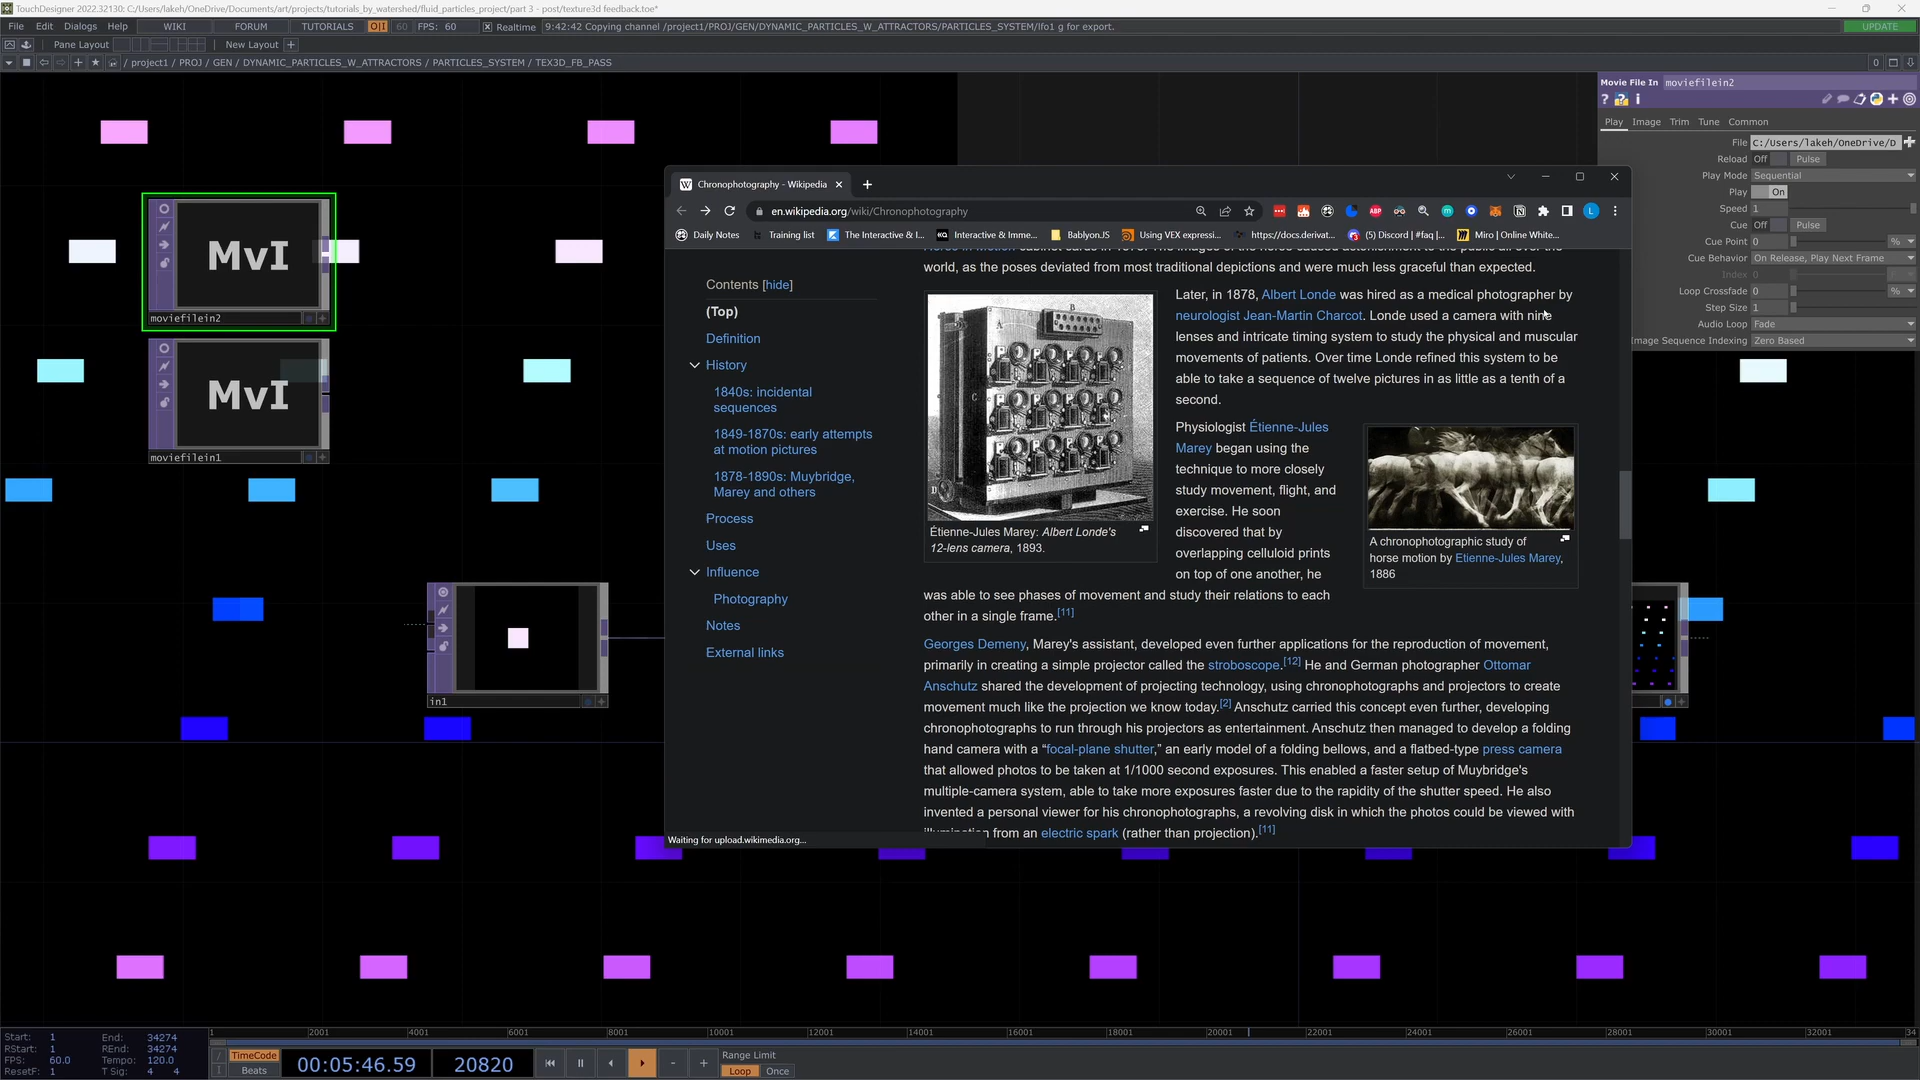 TouchDesigner 2022.32130: C:/Users/lakeh/OneDrive/Documents/art/projects/tutorials_by_watershed/fluid_particles_project/part 3 - post/texture3d feedback.toe*
File Edit Dialogs Help WIKI FORUM TUTORIALS O|I 60 FPS: 60 Realtime 9:42:42 Copying channel /project1/PROJ/GEN/DYNAMIC_PARTICLES_W_ATTRACTORS/PARTICLES_SYSTEM/lfo1 g for export. UPDATE
Pane Layout New Layout +
/ project1 / PROJ / GEN / DYNAMIC_PARTICLES_W_ATTRACTORS / PARTICLES_SYSTEM / TEX3D_FB_PASS 0
Movie File In moviefilein2
Play Image Trim Tune Common
File C:/Users/lakeh/OneDrive/D
Reload Off Pulse
Play Mode Sequential
Play On
Speed 1
Cue Off Pulse
Cue Point 0 %
Cue Behavior On Release, Play Next Frame
Index 0
Loop Crossfade 0 %
Step Size 1
Audio Loop Fade
Image Sequence Indexing Zero Based
MvI
moviefilein2
MvI
moviefilein1
in1
Chronophotography - Wikipedia
en.wikipedia.org/wiki/Chronophotography
Daily Notes Training list The Interactive & I... Interactive & Imme... BablyonJS Using VEX expressi... https://docs.derivat... (5) Discord | #faq |... Miro | Online White...
Contents [hide]
(Top)
Definition
History
1840s: incidental
sequences
1849-1870s: early attempts
at motion pictures
1878-1890s: Muybridge,
Marey and others
Process
Uses
Influence
Photography
Notes
External links
world, as the poses deviated from most traditional depictions and were much less graceful than expected.
Étienne-Jules Marey: Albert Londe's
12-lens camera, 1893.
Later, in 1878, Albert Londe was hired as a medical photographer by
neurologist Jean-Martin Charcot. Londe used a camera with nine
lenses and intricate timing system to study the physical and muscular
movements of patients. Over time Londe refined this system to be
able to take a sequence of twelve pictures in as little as a tenth of a
second.
Physiologist Étienne-Jules
Marey began using the
technique to more closely
study movement, flight, and
exercise. He soon
discovered that by
overlapping celluloid prints
on top of one another, he
was able to see phases of movement and study their relations to each
other in a single frame.[11]
A chronophotographic study of
horse motion by Etienne-Jules Marey,
1886
Georges Demeny, Marey's assistant, developed even further applications for the reproduction of movement,
primarily in creating a simple projector called the stroboscope.[12] He and German photographer Ottomar
Anschutz shared the development of projecting technology, using chronophotographs and projectors to create
movement much like the projection we know today.[2] Anschutz carried this concept even further, developing
chronophotographs to run through his projectors as entertainment. Anschutz then managed to develop a folding
hand camera with a “focal-plane shutter,” an early model of a folding bellows, and a flatbed-type press camera
that allowed photos to be taken at 1/1000 second exposures. This enabled a faster setup of Muybridge's
multiple-camera system, able to take more exposures faster due to the rapidity of the shutter speed. He also
invented a personal viewer for his chronophotographs, a revolving disk in which the photos could be viewed with
from an electric spark (rather than projection).[11]
Waiting for upload.wikimedia.org...
1 2001 4001 6001 8001 10001 12001 14001 16001 18001 20001 22001 24001 26001 28001 30001 32001 34
Start: 1 End: 34274
RStart: 1 REnd: 34274
FPS: 60.0 Tempo: 120.0
ResetF: 1 T Sig: 4 4
TimeCode
Beats
00:05:46.59 20820
Range Limit
Loop Once